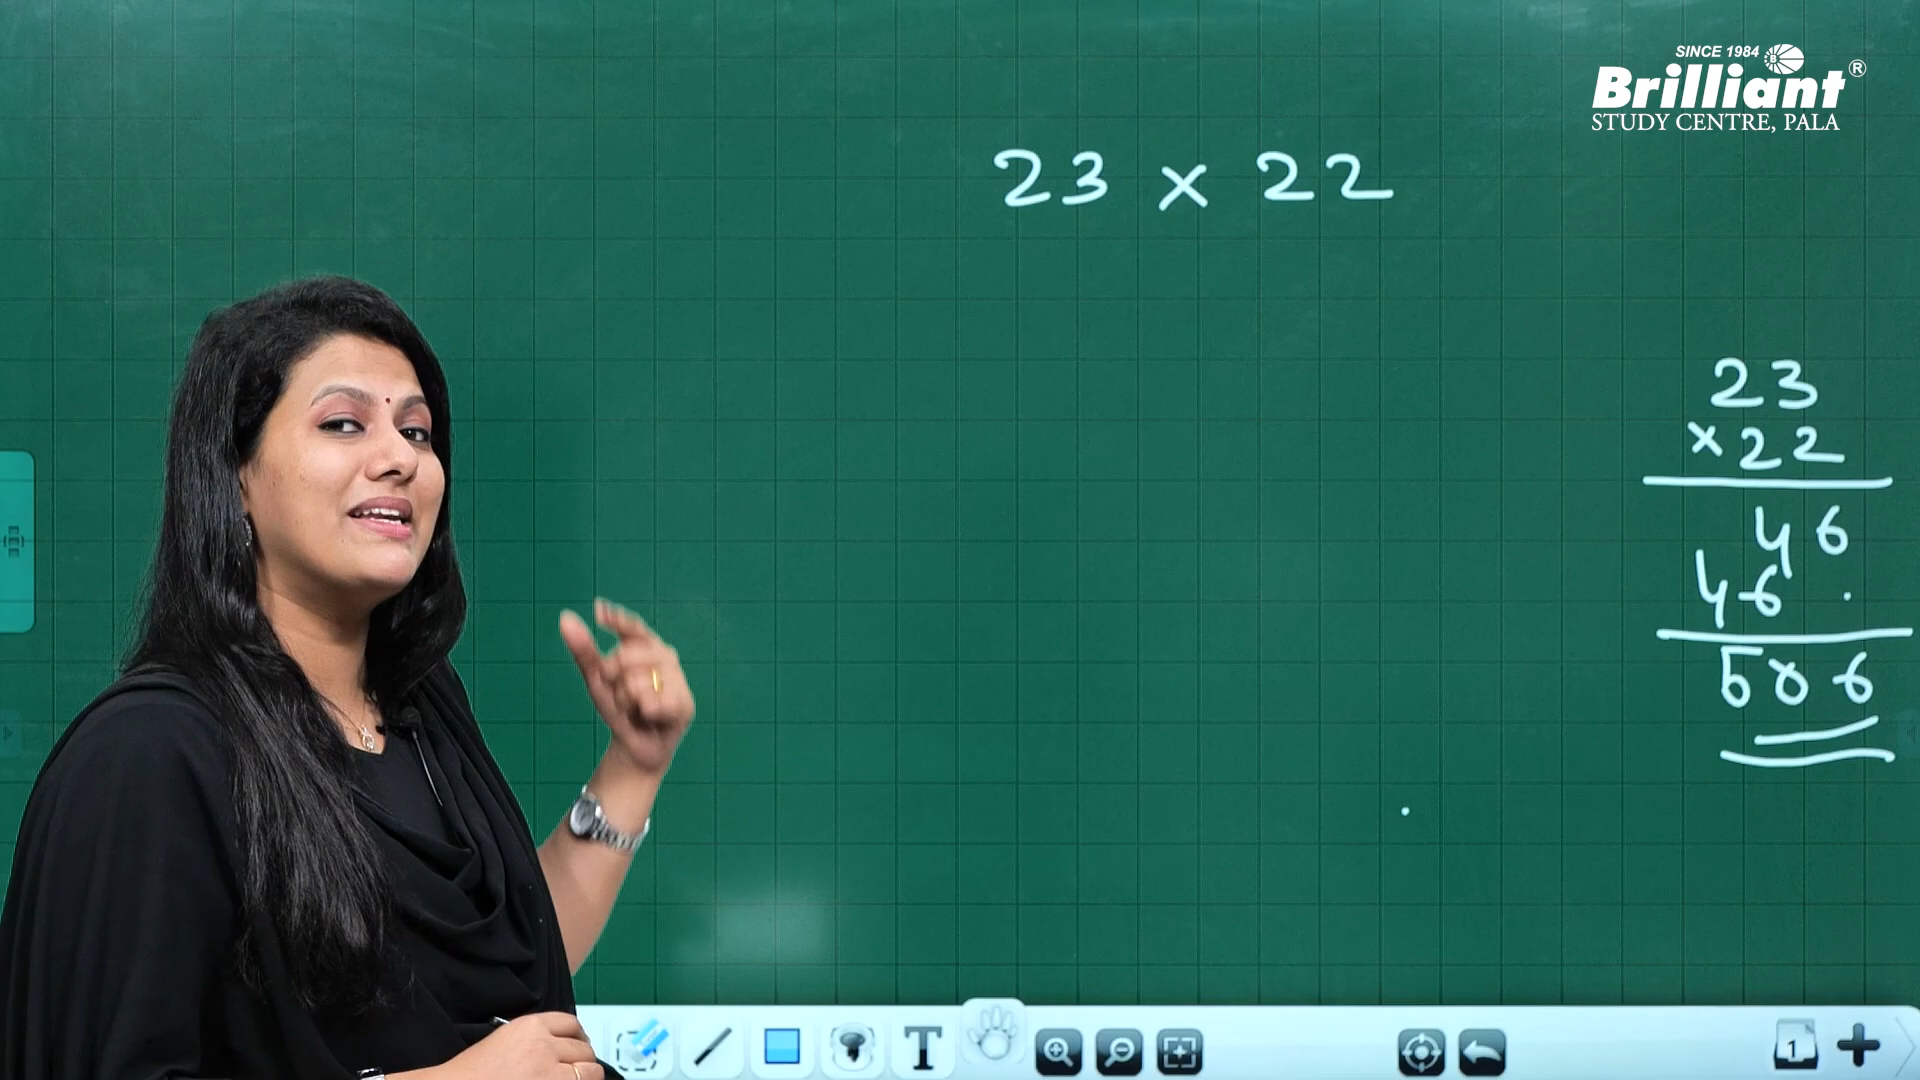 SINCE 1984
Brilliant®
STUDY CENTRE, PALA
23 × 22
23
×22
46
46 .
506
T
1